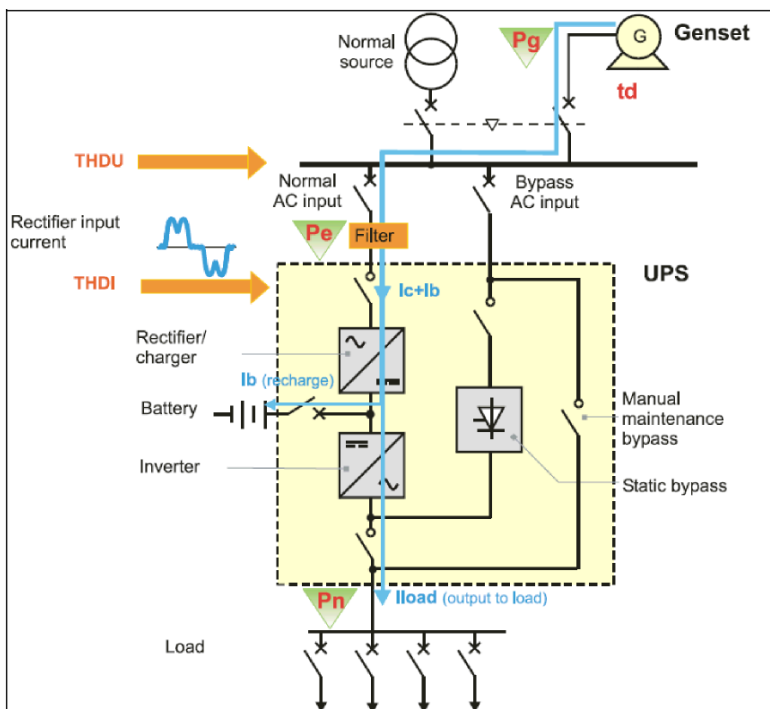 Normal
source
Pg
G
Genset
td
THDU
Normal
AC input
Bypass
AC input
Rectifier input
current
Pe
Filter
THDI
UPS
Ic+Ib
Rectifier/
charger
Ib (recharge)
Battery
Manual
maintenance
bypass
Inverter
Static bypass
Pn
Iload (output to load)
Load